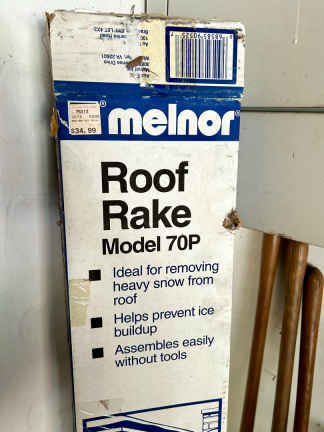 melnor®
$34.99
Roof
Rake
Model 70P
Ideal for removing
heavy snow from
roof
Helps prevent ice
buildup
Assembles easily
without tools